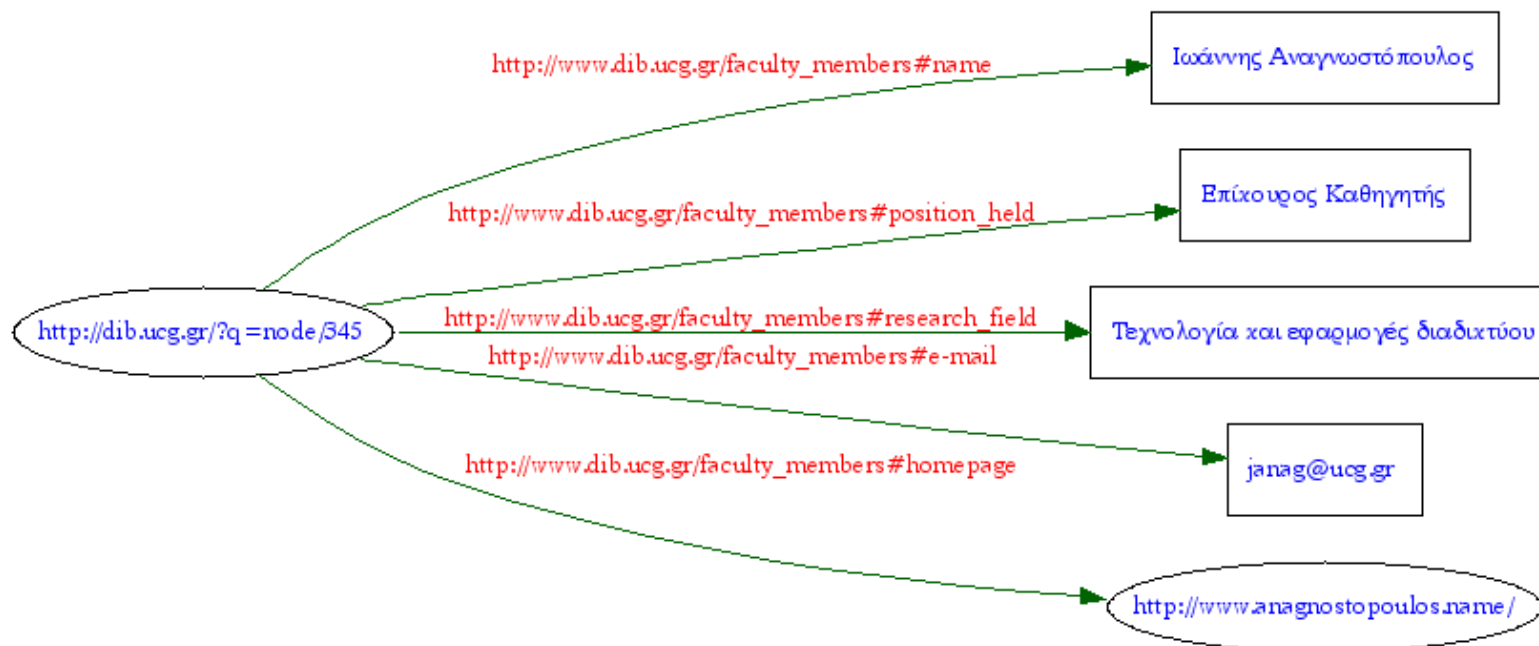 http://www.dib.ucg.gr/faculty_members#name
Ιωάννης Αναγνωστόπουλος
http://www.dib.ucg.gr/faculty_members#position_held
Επίκουρος Καθηγητής
http://dib.ucg.gr/?q=node/345
http://www.dib.ucg.gr/faculty_members#research_field
Τεχνολογία και εφαρμογές διαδικτύου
http://www.dib.ucg.gr/faculty_members#e-mail
janag@ucg.gr
http://www.dib.ucg.gr/faculty_members#homepage
http://www.anagnostopoulos.name/